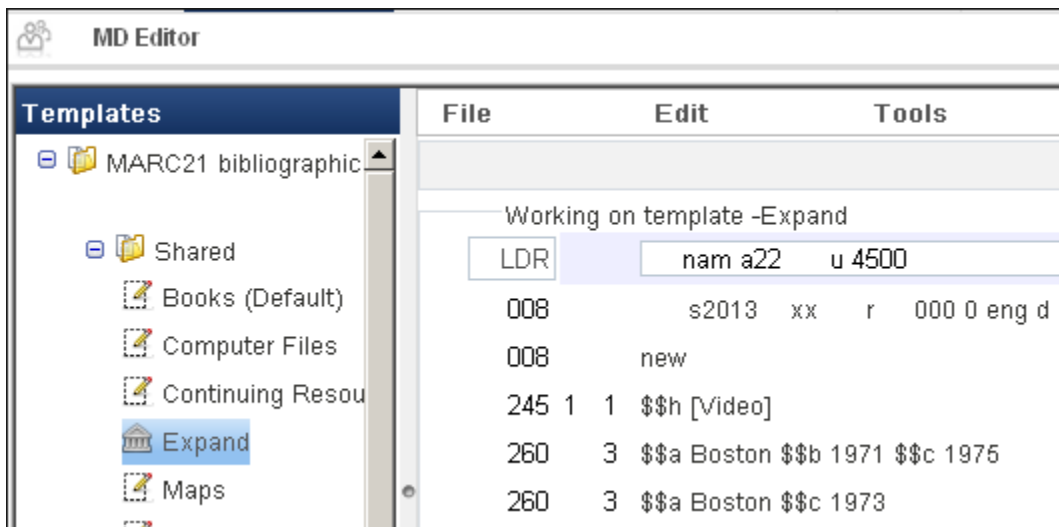 MD Editor
Templates
MARC21 bibliographic
Shared
Books (Default)
Computer Files
Continuing Resou
Expand
Maps
File Edit Tools
Working on template -Expand
LDR nam a22 u 4500
008 s2013 xx r 000 0 eng d
008 new
245 1 1 $$h [Video]
260 3 $$a Boston $$b 1971 $$c 1975
260 3 $$a Boston $$c 1973